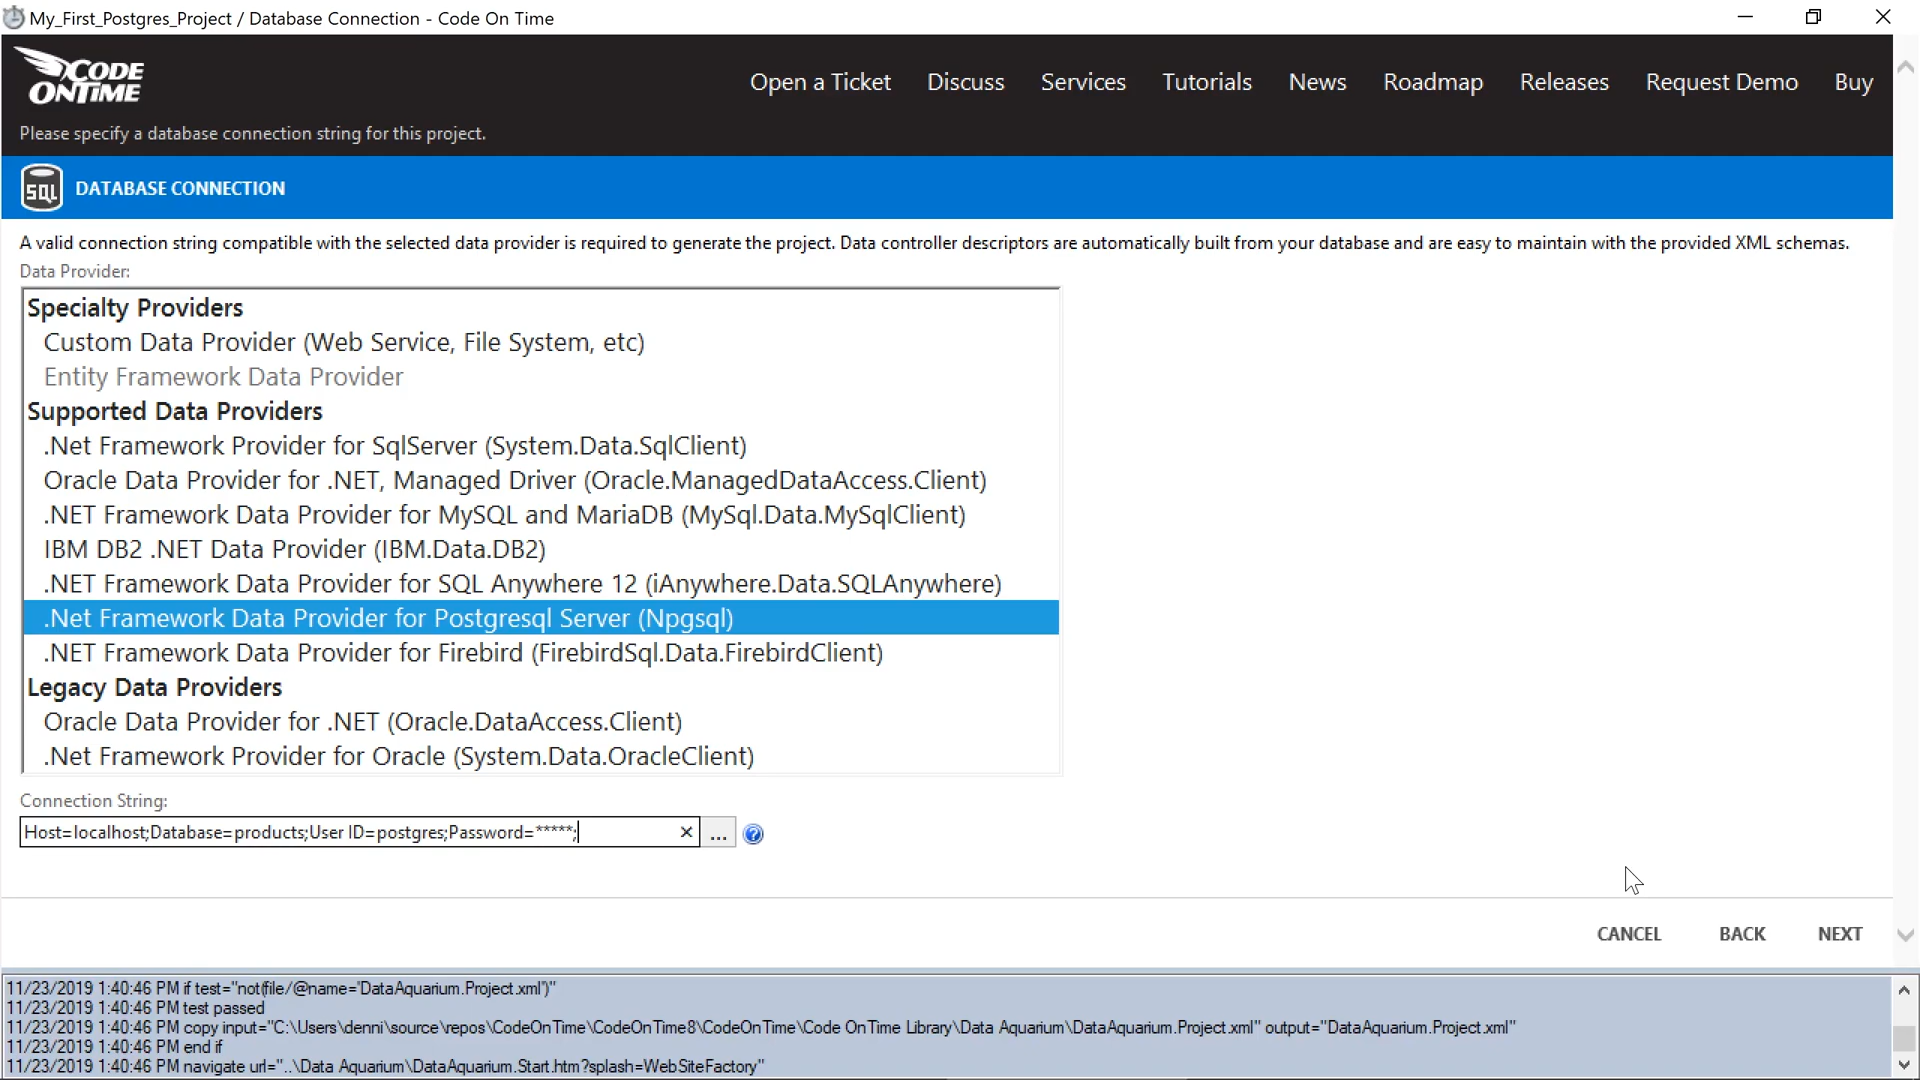 My_First_Postgres_Project / Database Connection - Code On Time
CODE
ONTIME
Open a Ticket Discuss Services Tutorials News Roadmap Releases Request Demo Buy
Please specify a database connection string for this project.
SQL DATABASE CONNECTION
A valid connection string compatible with the selected data provider is required to generate the project. Data controller descriptors are automatically built from your database and are easy to maintain with the provided XML schemas.
Data Provider:
Specialty Providers
Custom Data Provider (Web Service, File System, etc)
Entity Framework Data Provider
Supported Data Providers
.Net Framework Provider for SqlServer (System.Data.SqlClient)
Oracle Data Provider for .NET, Managed Driver (Oracle.ManagedDataAccess.Client)
.NET Framework Data Provider for MySQL and MariaDB (MySql.Data.MySqlClient)
IBM DB2 .NET Data Provider (IBM.Data.DB2)
.NET Framework Data Provider for SQL Anywhere 12 (iAnywhere.Data.SQLAnywhere)
.Net Framework Data Provider for Postgresql Server (Npgsql)
.NET Framework Data Provider for Firebird (FirebirdSql.Data.FirebirdClient)
Legacy Data Providers
Oracle Data Provider for .NET (Oracle.DataAccess.Client)
.Net Framework Provider for Oracle (System.Data.OracleClient)
Connection String:
Host=localhost;Database=products;User ID=postgres;Password=*****; ... ?
CANCEL BACK NEXT
11/23/2019 1:40:46 PM if test="not(file/@name='DataAquarium.Project.xml')"
11/23/2019 1:40:46 PM test passed
11/23/2019 1:40:46 PM copy input="C:\Users\denni\source\repos\CodeOnTime\CodeOnTime8\CodeOnTime\Code OnTime Library\Data Aquarium\DataAquarium.Project.xml" output="DataAquarium.Project.xml"
11/23/2019 1:40:46 PM end if
11/23/2019 1:40:46 PM navigate url="..\Data Aquarium\DataAquarium.Start.htm?splash=WebSiteFactory"